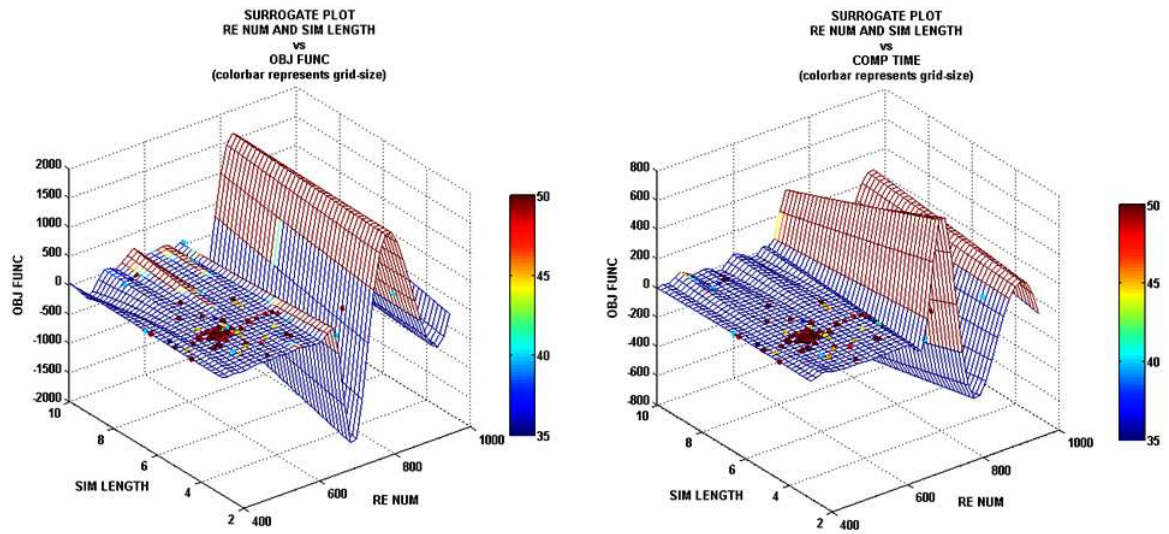 SURROGATE PLOT
RE NUM AND SIM LENGTH
vs
OBJ FUNC
(colorbar represents grid-size)
2000
1500
1000
500
0
-500
-1000
-1500
-2000
OBJ FUNC
10
8
6
4
2
SIM LENGTH
400
600
800
1000
RE NUM
50
45
40
35
SURROGATE PLOT
RE NUM AND SIM LENGTH
vs
COMP TIME
(colorbar represents grid-size)
800
600
400
200
0
-200
-400
-600
-800
OBJ FUNC
10
8
6
4
2
SIM LENGTH
400
600
800
1000
RE NUM
50
45
40
35